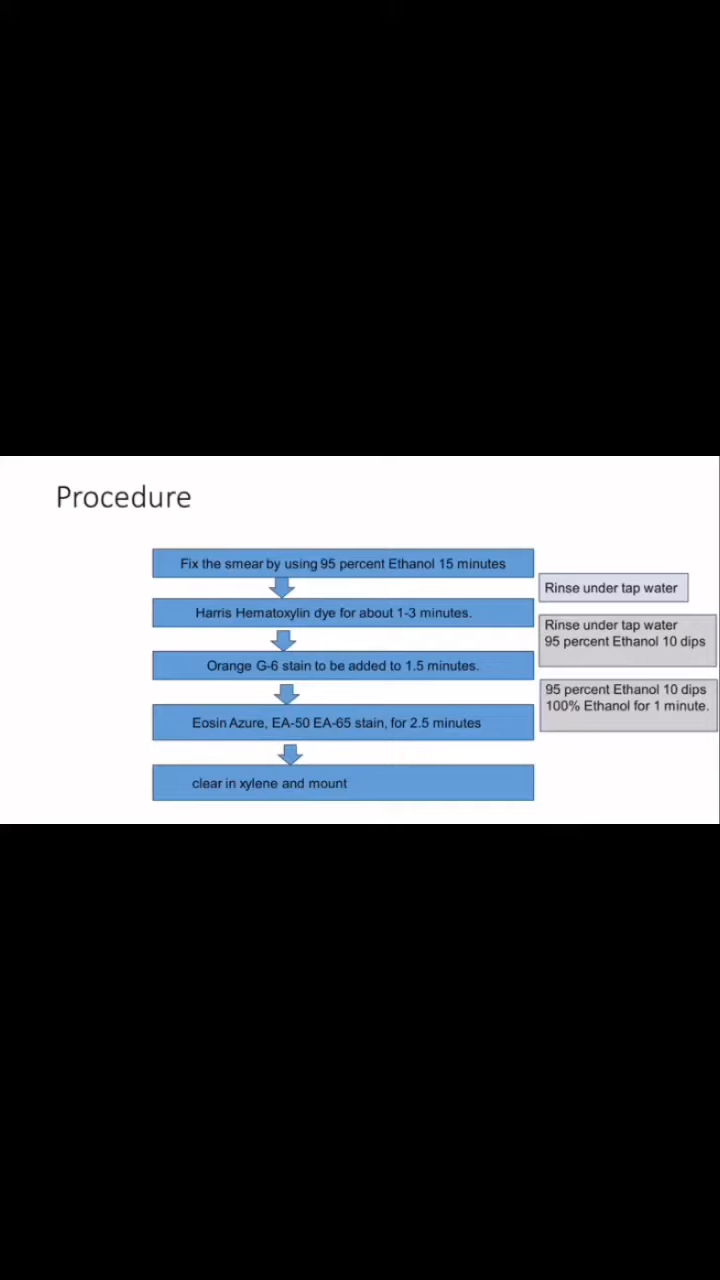 Procedure
Fix the smear by using 95 percent Ethanol 15 minutes
Rinse under tap water
Harris Hematoxylin dye for about 1-3 minutes.
Rinse under tap water
95 percent Ethanol 10 dips
Orange G-6 stain to be added to 1.5 minutes.
95 percent Ethanol 10 dips
100% Ethanol for 1 minute.
Eosin Azure, EA-50 EA-65 stain, for 2.5 minutes
clear in xylene and mount